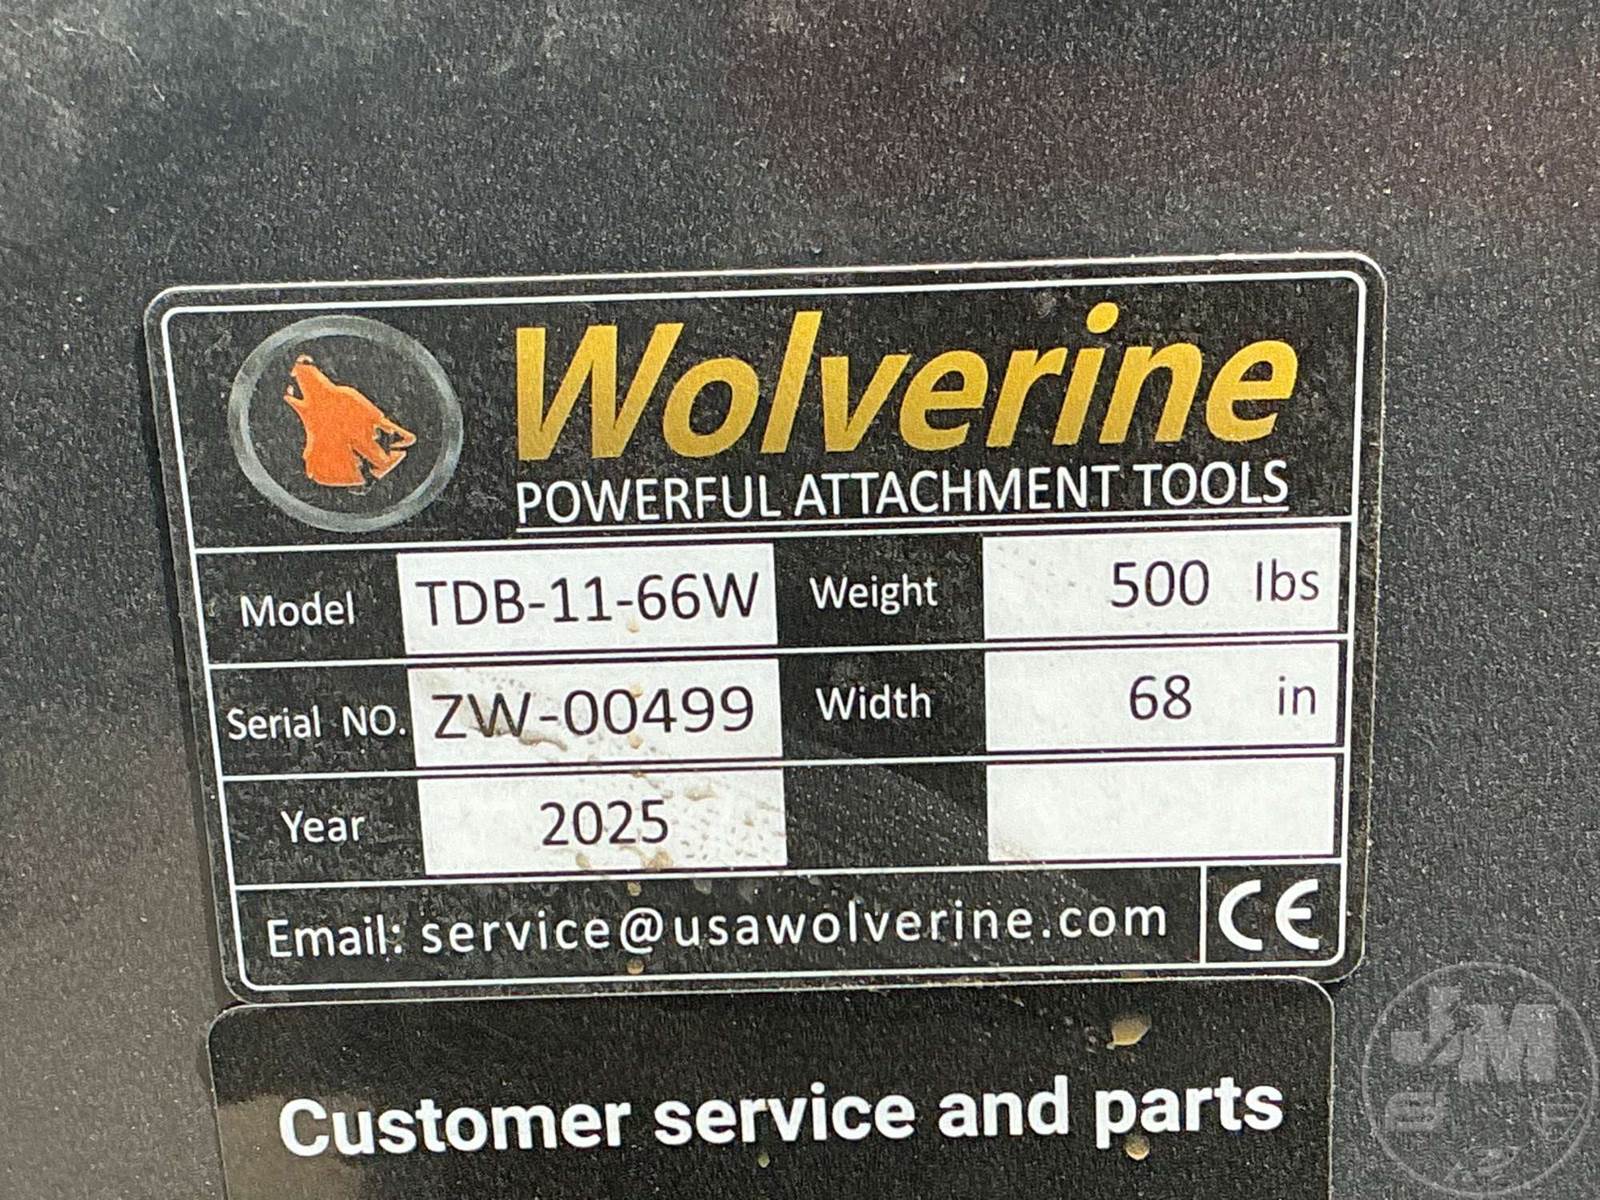 Wolverine
POWERFUL ATTACHMENT TOOLS
Model TDB-11-66W Weight 500 lbs
Serial NO. ZW-00499 Width 68 in
Year 2025
Email: service@usawolverine.com CE
Customer service and parts
JM